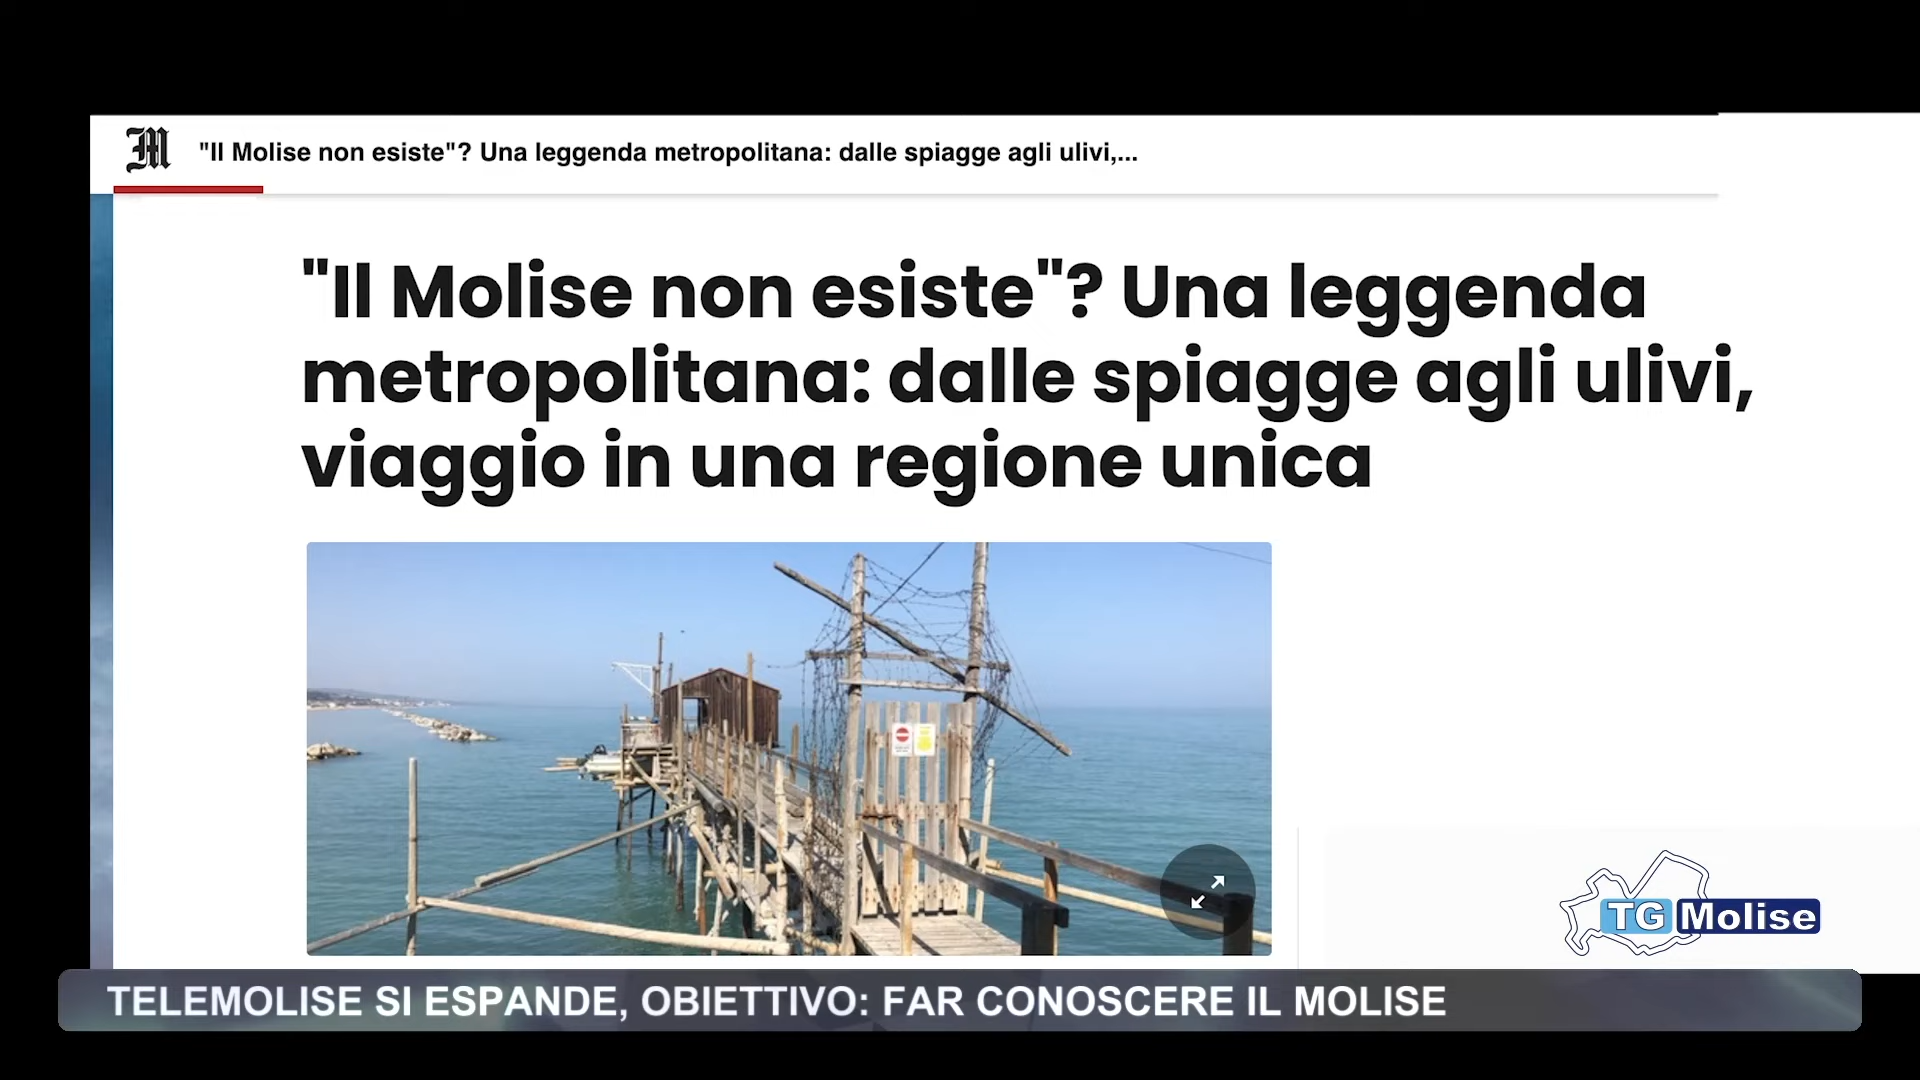 M
"Il Molise non esiste"? Una leggenda metropolitana: dalle spiagge agli ulivi,...
"Il Molise non esiste"? Una leggenda
metropolitana: dalle spiagge agli ulivi,
viaggio in una regione unica
TG Molise
TELEMOLISE SI ESPANDE, OBIETTIVO: FAR CONOSCERE IL MOLISE